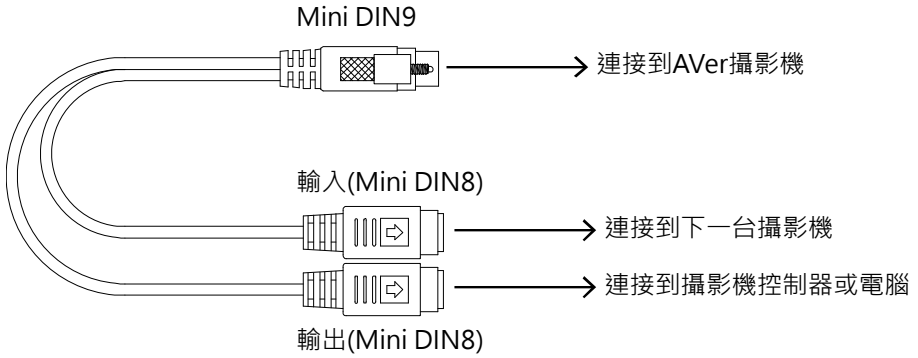 Mini DIN9
連接到AVer攝影機
輸入(Mini DIN8)
連接到下一台攝影機
連接到攝影機控制器或電腦
輸出(Mini DIN8)